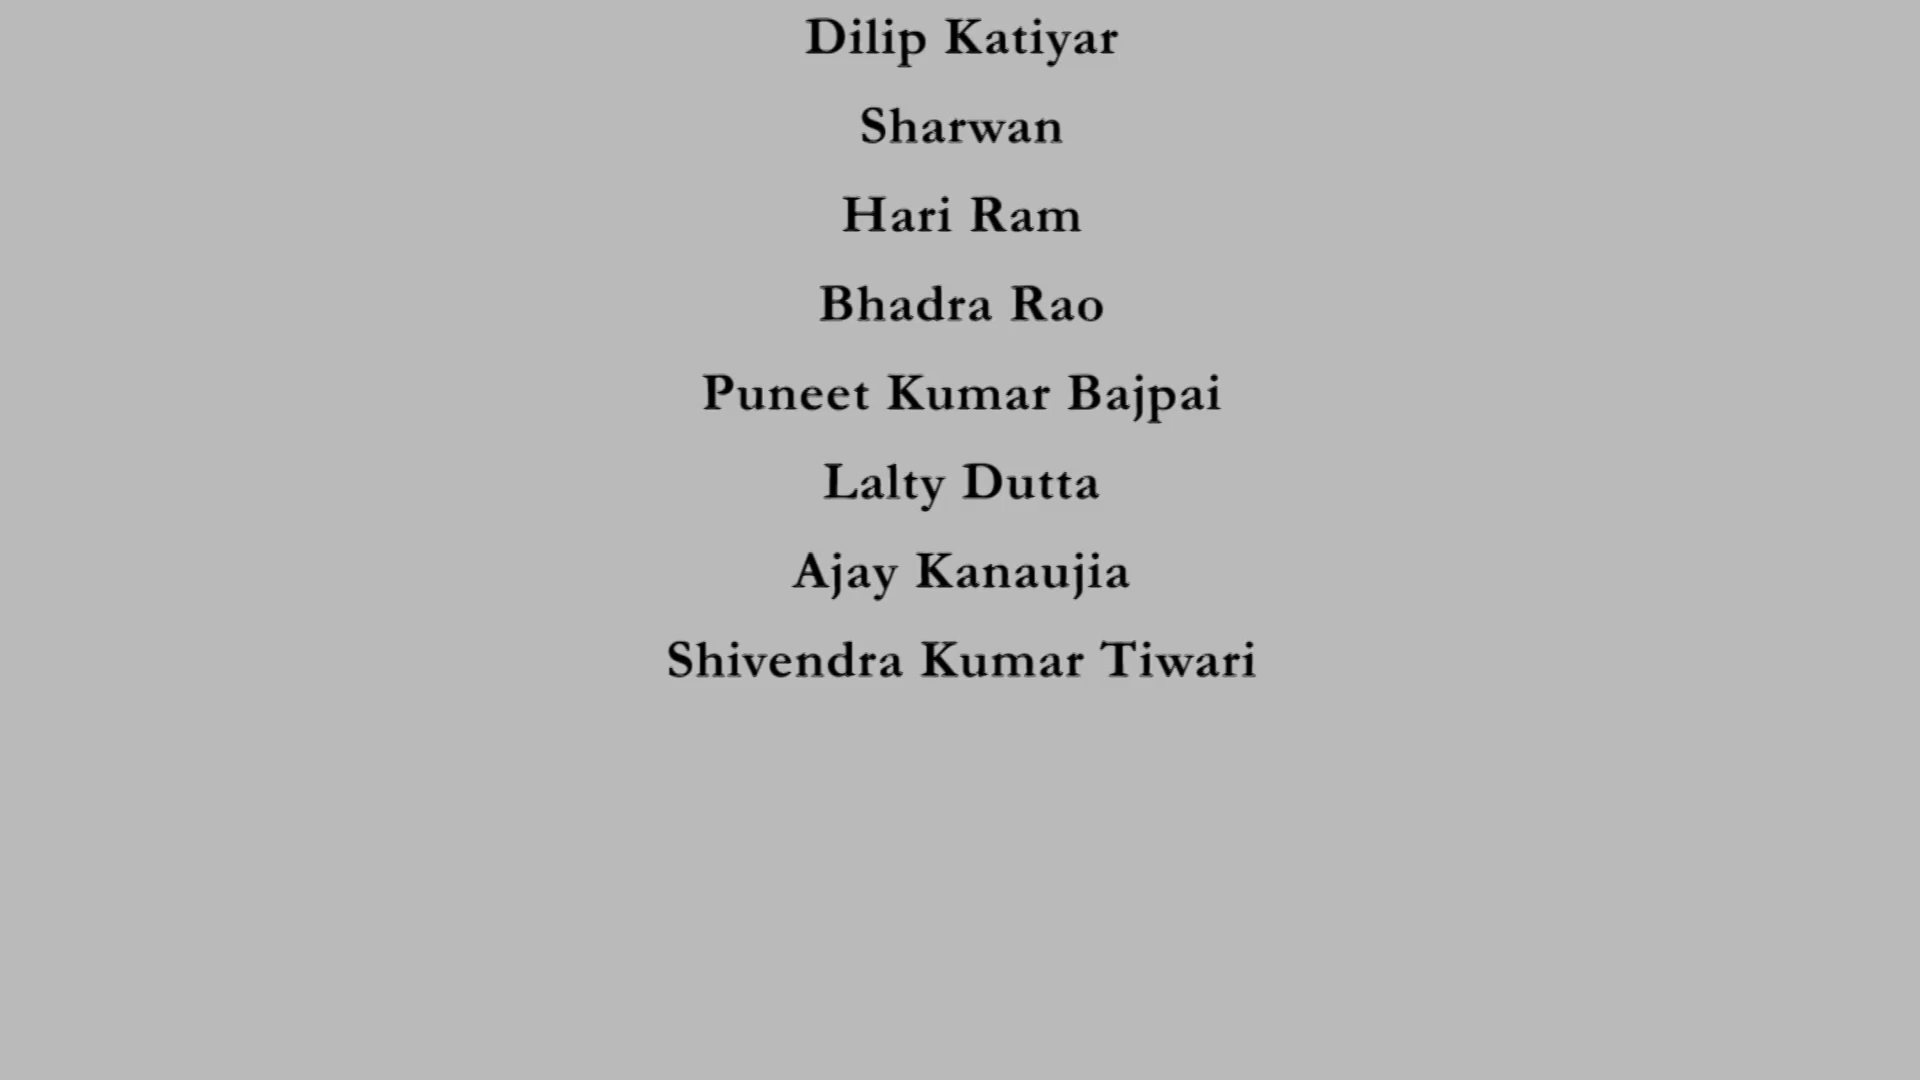 Dilip Katiyar
Sharwan
Hari Ram
Bhadra Rao
Puneet Kumar Bajpai
Lalty Dutta
Ajay Kanaujia
Shivendra Kumar Tiwari